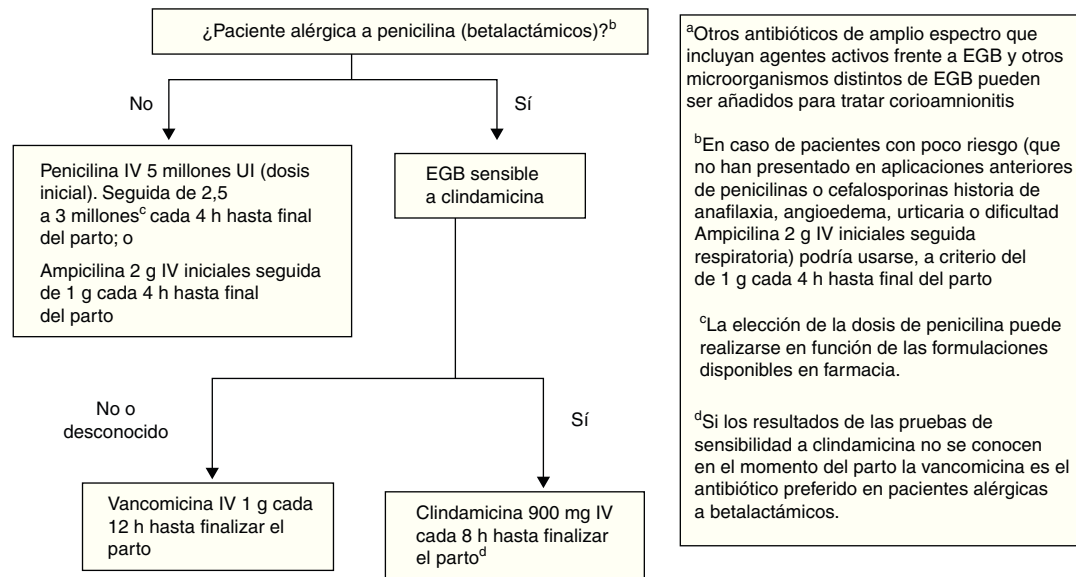 ¿Paciente alérgica a penicilina (betalactámicos)?b
No
Sí
Penicilina IV 5 millones UI (dosis
inicial). Seguida de 2,5
a 3 millonesc cada 4 h hasta final
del parto; o
Ampicilina 2 g IV iniciales seguida
de 1 g cada 4 h hasta final
del parto
EGB sensible
a clindamicina
No o
desconocido
Sí
Vancomicina IV 1 g cada
12 h hasta finalizar el
parto
Clindamicina 900 mg IV
cada 8 h hasta finalizar
el partod
aOtros antibióticos de amplio espectro que
incluyan agentes activos frente a EGB y otros
microorganismos distintos de EGB pueden
ser añadidos para tratar corioamnionitis
bEn caso de pacientes con poco riesgo (que
no han presentado en aplicaciones anteriores
de penicilinas o cefalosporinas historia de
anafilaxia, angioedema, urticaria o dificultad
Ampicilina 2 g IV iniciales seguida
respiratoria) podría usarse, a criterio del
de 1 g cada 4 h hasta final del parto
cLa elección de la dosis de penicilina puede
realizarse en función de las formulaciones
disponibles en farmacia.
dSi los resultados de las pruebas de
sensibilidad a clindamicina no se conocen
en el momento del parto la vancomicina es el
antibiótico preferido en pacientes alérgicas
a betalactámicos.